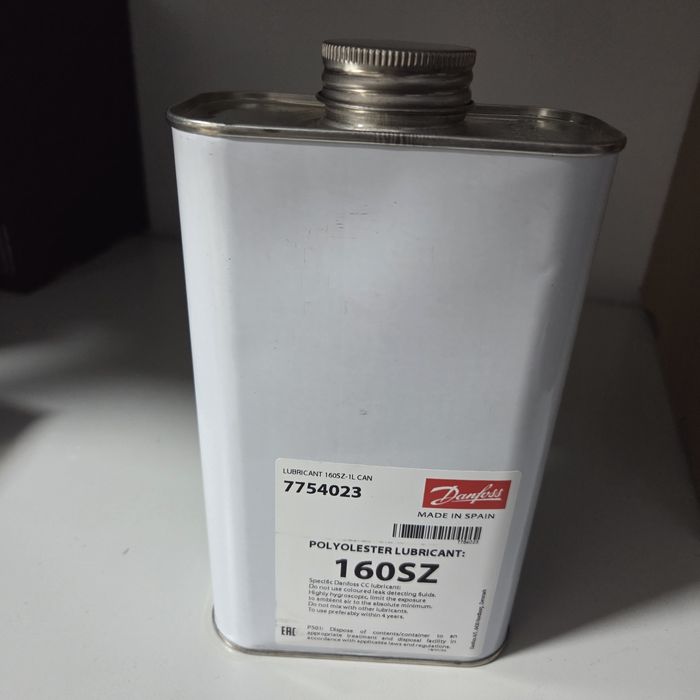 LUBRICANT 160SZ-1L CAN
7754023
Danfoss
MADE IN SPAIN
POLYOLESTER LUBRICANT:
160SZ
Specific Danfoss CC lubricant:
Do not use coloured leak detecting fluids.
Highly hygroscopic, limit the exposure
to ambient air to the absolute minimum.
Do not mix with other lubricants.
To use preferably within 4 years.
EAC
P501: Dispose of contents/container to an
appropriate treatment and disposal facility in
accordance with applicable laws and regulations.